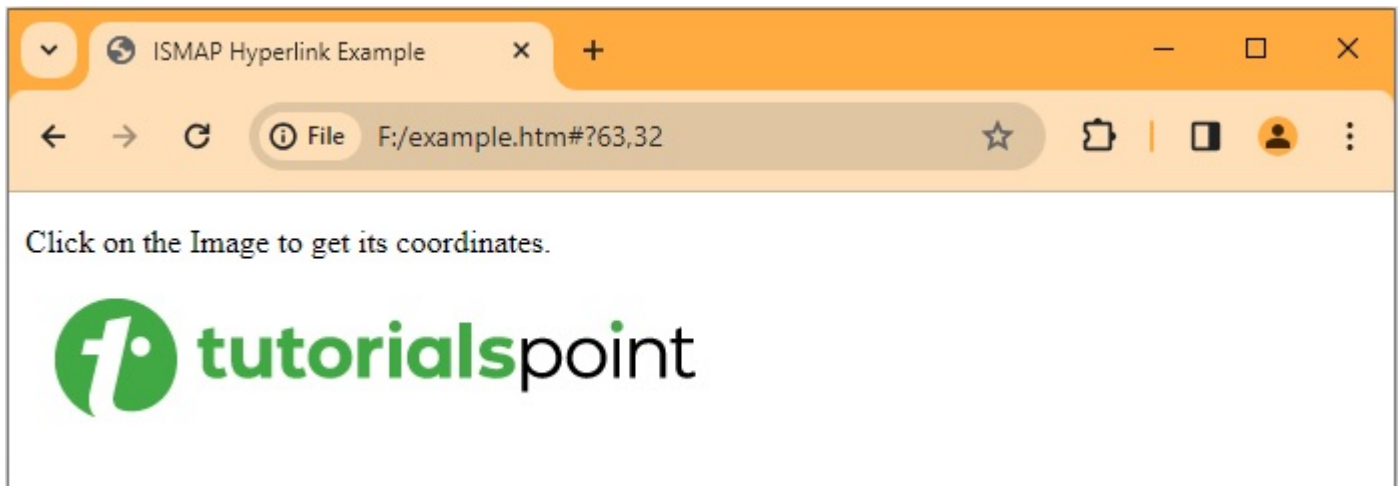 ISMAP Hyperlink Example
File F:/example.htm#?63,32
Click on the Image to get its coordinates.
tutorialspoint